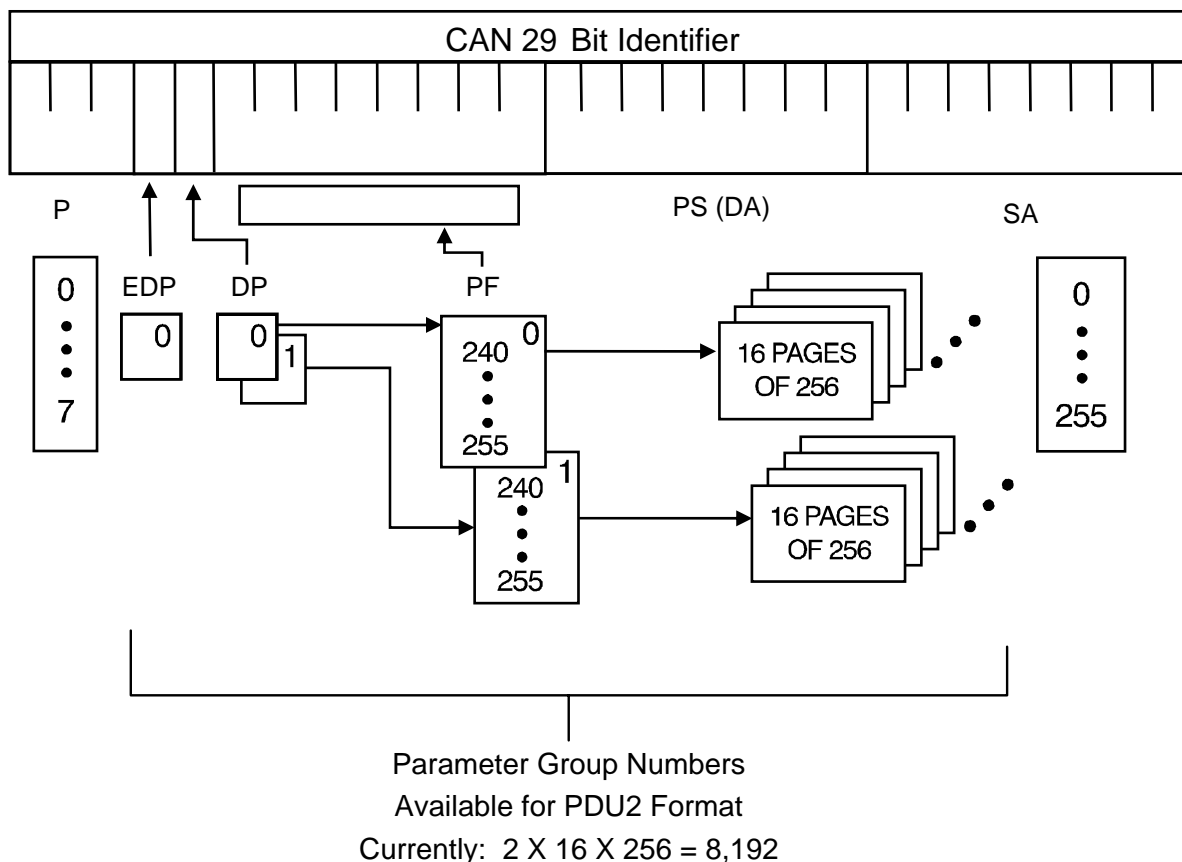 CAN 29 Bit Identifier
P
PS (DA)
SA
EDP
DP
PF
0
7
0
0
1
0
240
255
1
240
255
16 PAGES
OF 256
16 PAGES
OF 256
0
255
Parameter Group Numbers
Available for PDU2 Format
Currently: 2 X 16 X 256 = 8,192